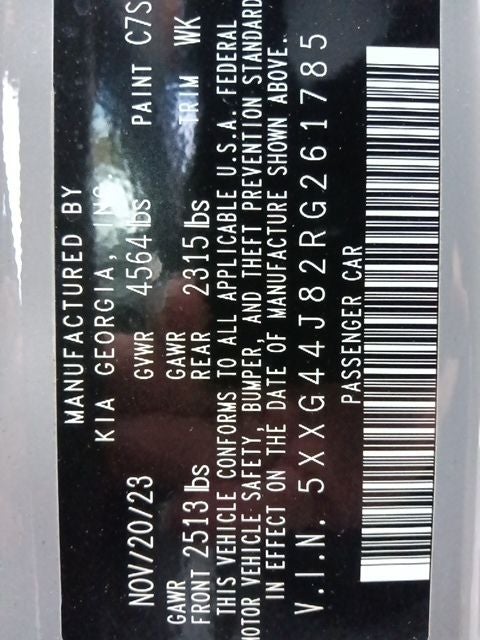 MANUFACTURED BY
KIA GEORGIA, INC
NOV/20/23 GVWR 4564 lbs PAINT C7S
GAWR GAWR TRIM WK
FRONT 2513 lbs REAR 2315 lbs
THIS VEHICLE CONFORMS TO ALL APPLICABLE U.S.A. FEDERAL
MOTOR VEHICLE SAFETY, BUMPER, AND THEFT PREVENTION STANDARD
IN EFFECT ON THE DATE OF MANUFACTURE SHOWN ABOVE.
V.I.N. 5XXG44J82RG261785
PASSENGER CAR